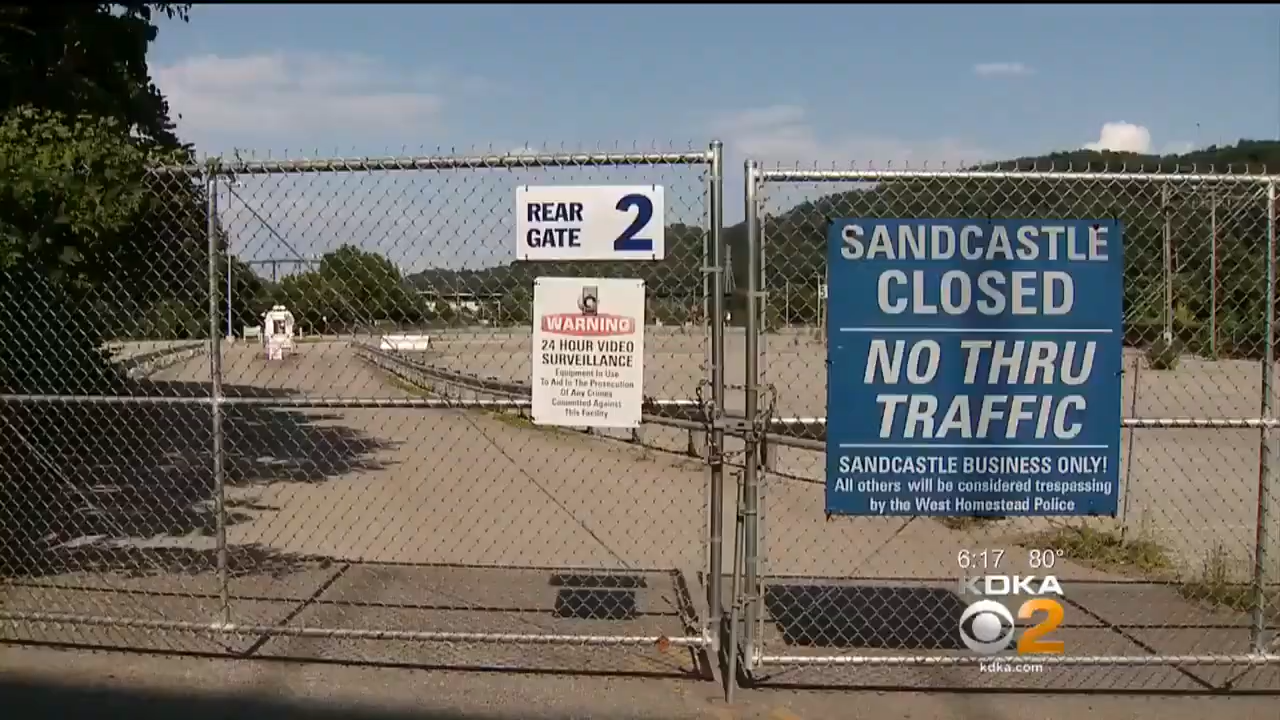 REAR
GATE
2
WARNING
24 HOUR VIDEO
SURVEILLANCE
Equipment In Use
To Aid In The Prosecution
Of Any Crimes
Committed Against
This Facility
SANDCASTLE
CLOSED
NO THRU
TRAFFIC
SANDCASTLE BUSINESS ONLY!
All others will be considered trespassing
by the West Homestead Police
6:17 80°
KDKA
2
kdka.com